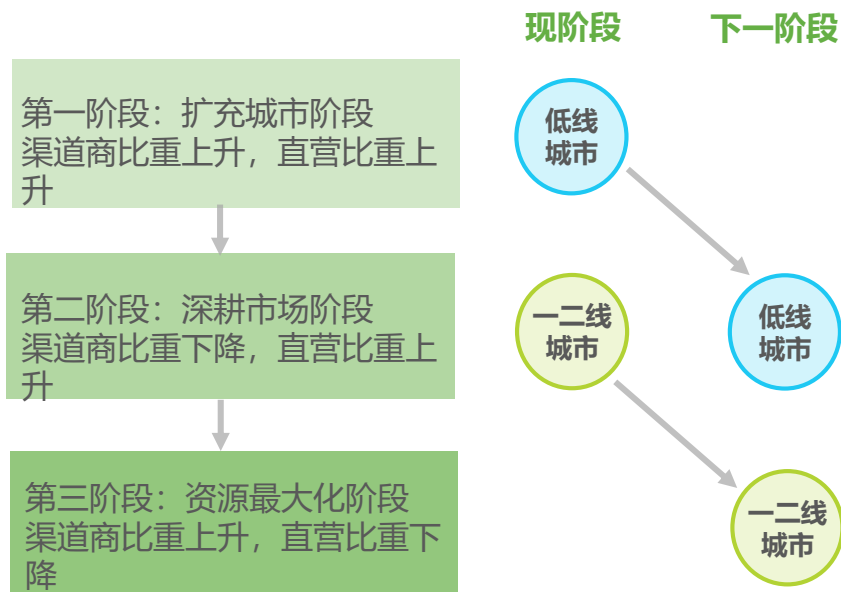 现阶段
下一阶段
第一阶段：扩充城市阶段
渠道商比重上升，直营比重上
升
低线
城市
第二阶段：深耕市场阶段
渠道商比重下降，直营比重上
升
一二线
城市
低线
城市
第三阶段：资源最大化阶段
渠道商比重上升，直营比重下
降
一二线
城市